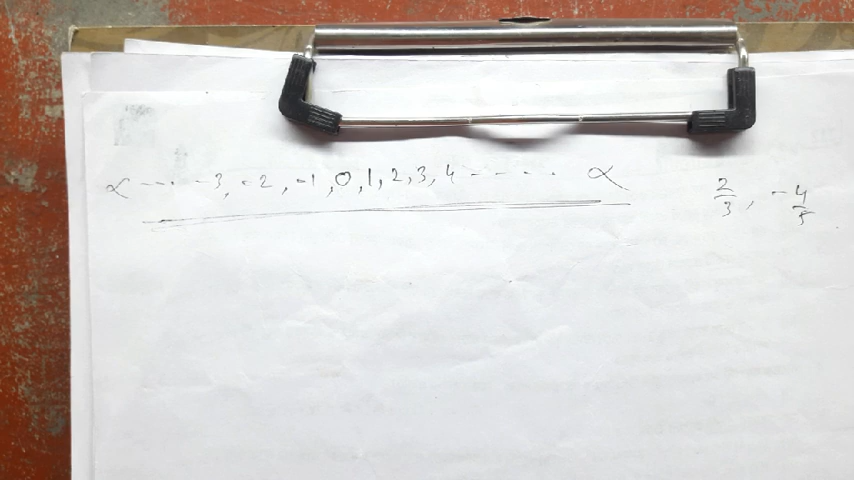 ∝ ---- -3, -2, -1, 0, 1, 2, 3, 4 - - - - ∝
2/3, -4/5